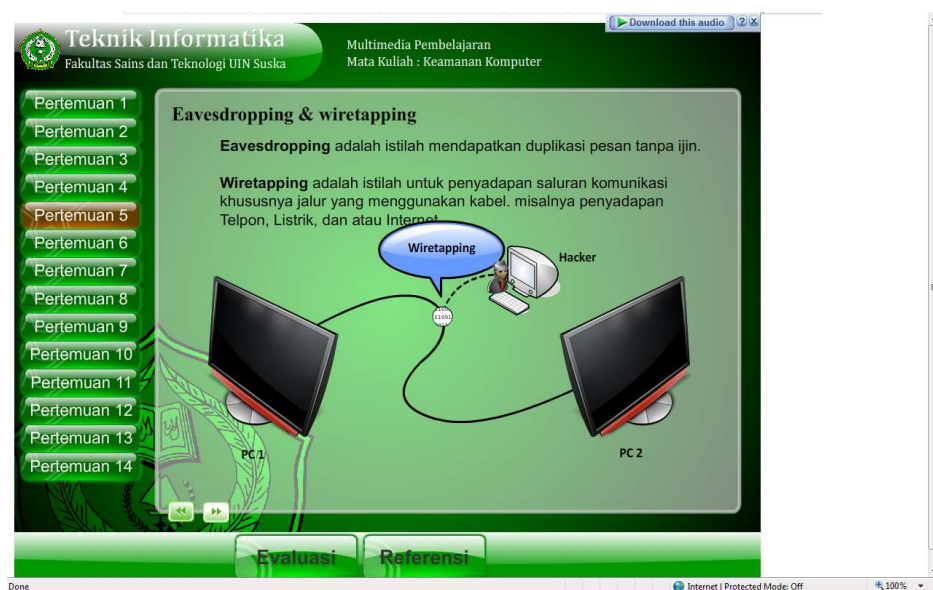 Download this audio
?
X
Teknik Informatika
Fakultas Sains dan Teknologi UIN Suska
Multimedia Pembelajaran
Mata Kuliah : Keamanan Komputer
Pertemuan 1
Pertemuan 2
Pertemuan 3
Pertemuan 4
Pertemuan 5
Pertemuan 6
Pertemuan 7
Pertemuan 8
Pertemuan 9
Pertemuan 10
Pertemuan 11
Pertemuan 12
Pertemuan 13
Pertemuan 14
Eavesdropping & wiretapping
Eavesdropping adalah istilah mendapatkan duplikasi pesan tanpa ijin.
Wiretapping adalah istilah untuk penyadapan saluran komunikasi
khususnya jalur yang menggunakan kabel. misalnya penyadapan
Telpon, Listrik, dan atau Internet
Wiretapping
Hacker
11001
PC 1
PC 2
Evaluasi
Referensi
Done
Internet | Protected Mode: Off
100%